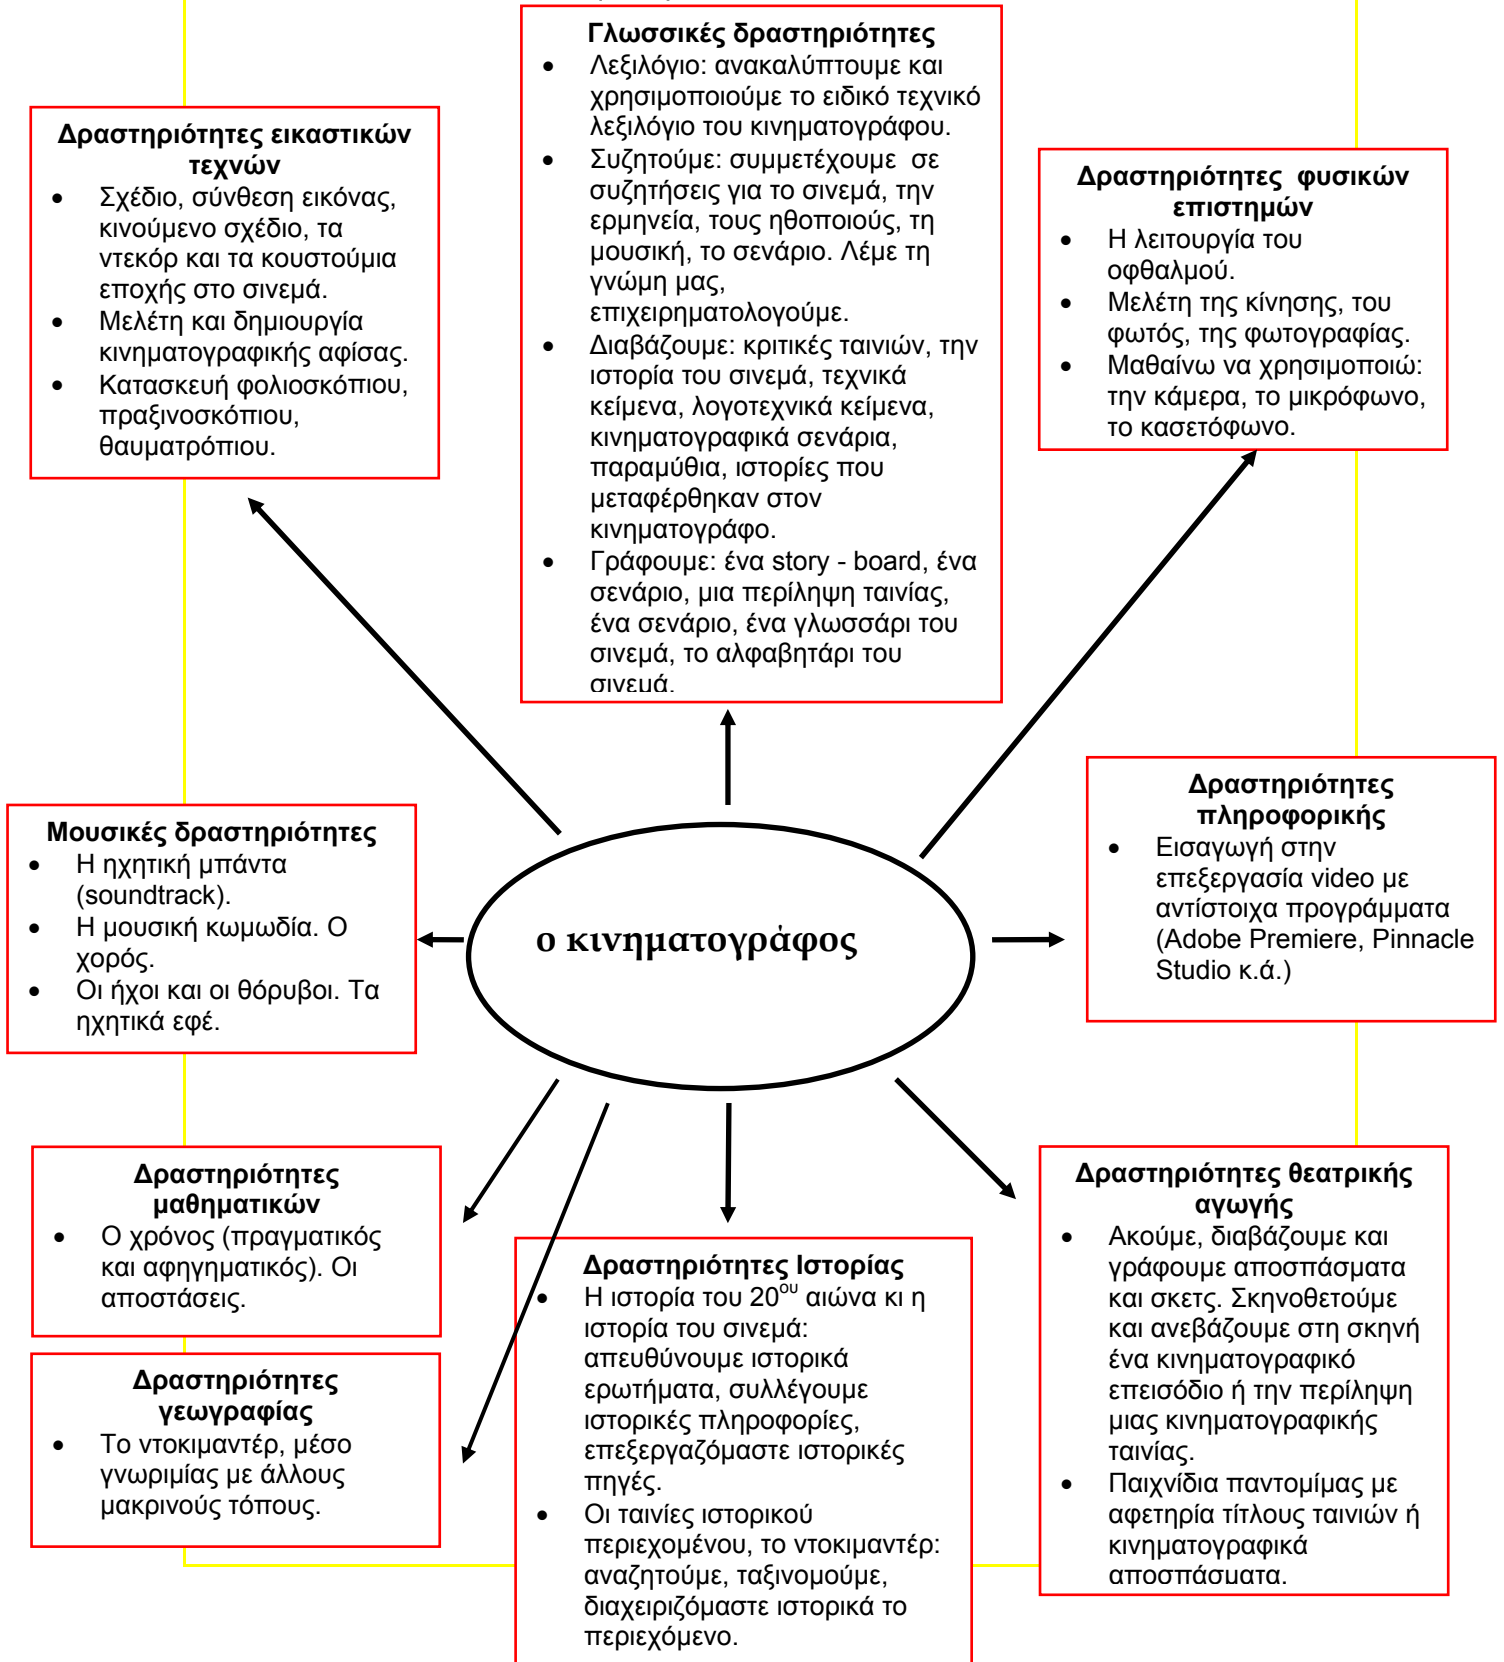 Γλωσσικές δραστηριότητες
• Λεξιλόγιο: ανακαλύπτουμε και
χρησιμοποιούμε το ειδικό τεχνικό
λεξιλόγιο του κινηματογράφου.
• Συζητούμε: συμμετέχουμε σε
συζητήσεις για το σινεμά, την
ερμηνεία, τους ηθοποιούς, τη
μουσική, το σενάριο. Λέμε τη
γνώμη μας,
επιχειρηματολογούμε.
• Διαβάζουμε: κριτικές ταινιών, την
ιστορία του σινεμά, τεχνικά
κείμενα, λογοτεχνικά κείμενα,
κινηματογραφικά σενάρια,
παραμύθια, ιστορίες που
μεταφέρθηκαν στον
κινηματογράφο.
• Γράφουμε: ένα story - board, ένα
σενάριο, μια περίληψη ταινίας,
ένα σενάριο, ένα γλωσσάρι του
σινεμά, το αλφαβητάρι του
σινεμά.
Δραστηριότητες εικαστικών
τεχνών
• Σχέδιο, σύνθεση εικόνας,
κινούμενο σχέδιο, τα
ντεκόρ και τα κουστούμια
εποχής στο σινεμά.
• Μελέτη και δημιουργία
κινηματογραφικής αφίσας.
• Κατασκευή φολιοσκόπιου,
πραξινοσκόπιου,
θαυματρόπιου.
Δραστηριότητες φυσικών
επιστημών
• Η λειτουργία του
οφθαλμού.
• Μελέτη της κίνησης, του
φωτός, της φωτογραφίας.
• Μαθαίνω να χρησιμοποιώ:
την κάμερα, το μικρόφωνο,
το κασετόφωνο.
Μουσικές δραστηριότητες
• Η ηχητική μπάντα
(soundtrack).
• Η μουσική κωμωδία. Ο
χορός.
• Οι ήχοι και οι θόρυβοι. Τα
ηχητικά εφέ.
ο κινηματογράφος
Δραστηριότητες
πληροφορικής
• Εισαγωγή στην
επεξεργασία video με
αντίστοιχα προγράμματα
(Adobe Premiere, Pinnacle
Studio κ.ά.)
Δραστηριότητες
μαθηματικών
• Ο χρόνος (πραγματικός
και αφηγηματικός). Οι
αποστάσεις.
Δραστηριότητες
γεωγραφίας
• Το ντοκιμαντέρ, μέσο
γνωριμίας με άλλους
μακρινούς τόπους.
Δραστηριότητες Ιστορίας
• Η ιστορία του 20ου αιώνα κι η
ιστορία του σινεμά:
απευθύνουμε ιστορικά
ερωτήματα, συλλέγουμε
ιστορικές πληροφορίες,
επεξεργαζόμαστε ιστορικές
πηγές.
• Οι ταινίες ιστορικού
περιεχομένου, το ντοκιμαντέρ:
αναζητούμε, ταξινομούμε,
διαχειριζόμαστε ιστορικά το
περιεχόμενο.
Δραστηριότητες θεατρικής
αγωγής
• Ακούμε, διαβάζουμε και
γράφουμε αποσπάσματα
και σκετς. Σκηνοθετούμε
και ανεβάζουμε στη σκηνή
ένα κινηματογραφικό
επεισόδιο ή την περίληψη
μιας κινηματογραφικής
ταινίας.
• Παιχνίδια παντομίμας με
αφετηρία τίτλους ταινιών ή
κινηματογραφικά
αποσπάσματα.